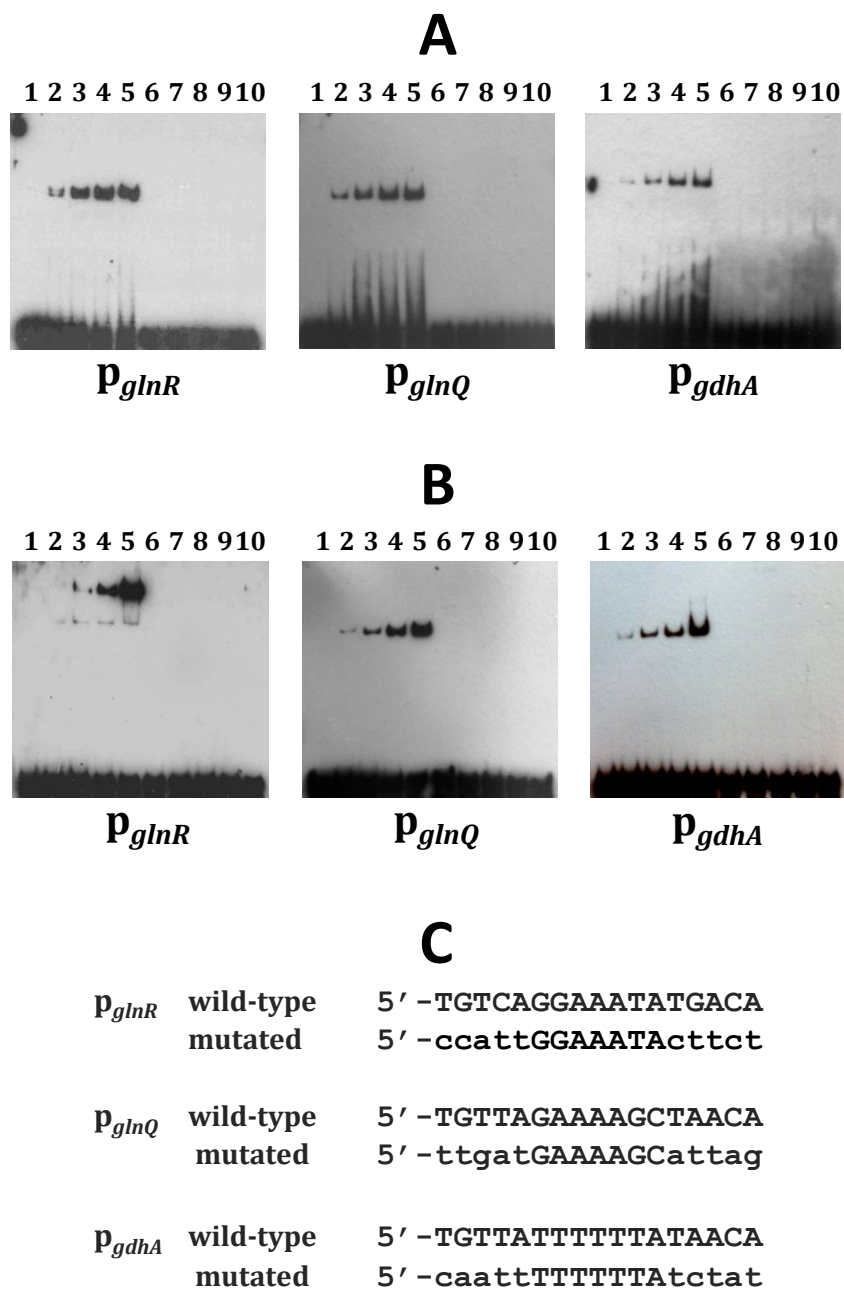 A
1 2 3 4 5 6 7 8 9 10 1 2 3 4 5 6 7 8 9 10 1 2 3 4 5 6 7 8 9 10
pglnR pglnQ pgdhA
B
1 2 3 4 5 6 7 8 9 10 1 2 3 4 5 6 7 8 9 10 1 2 3 4 5 6 7 8 9 10
pglnR pglnQ pgdhA
C
pglnR wild-type 5′-TGTCAGGAAATATGACA
mutated 5′-ccattGGAAATActtct
pglnQ wild-type 5′-TGTTAGAAAAGCTAACA
mutated 5′-ttgatGAAAAGCattag
pgdhA wild-type 5′-TGTTATTTTTTATAACA
mutated 5′-caattTTTTTTAtctat